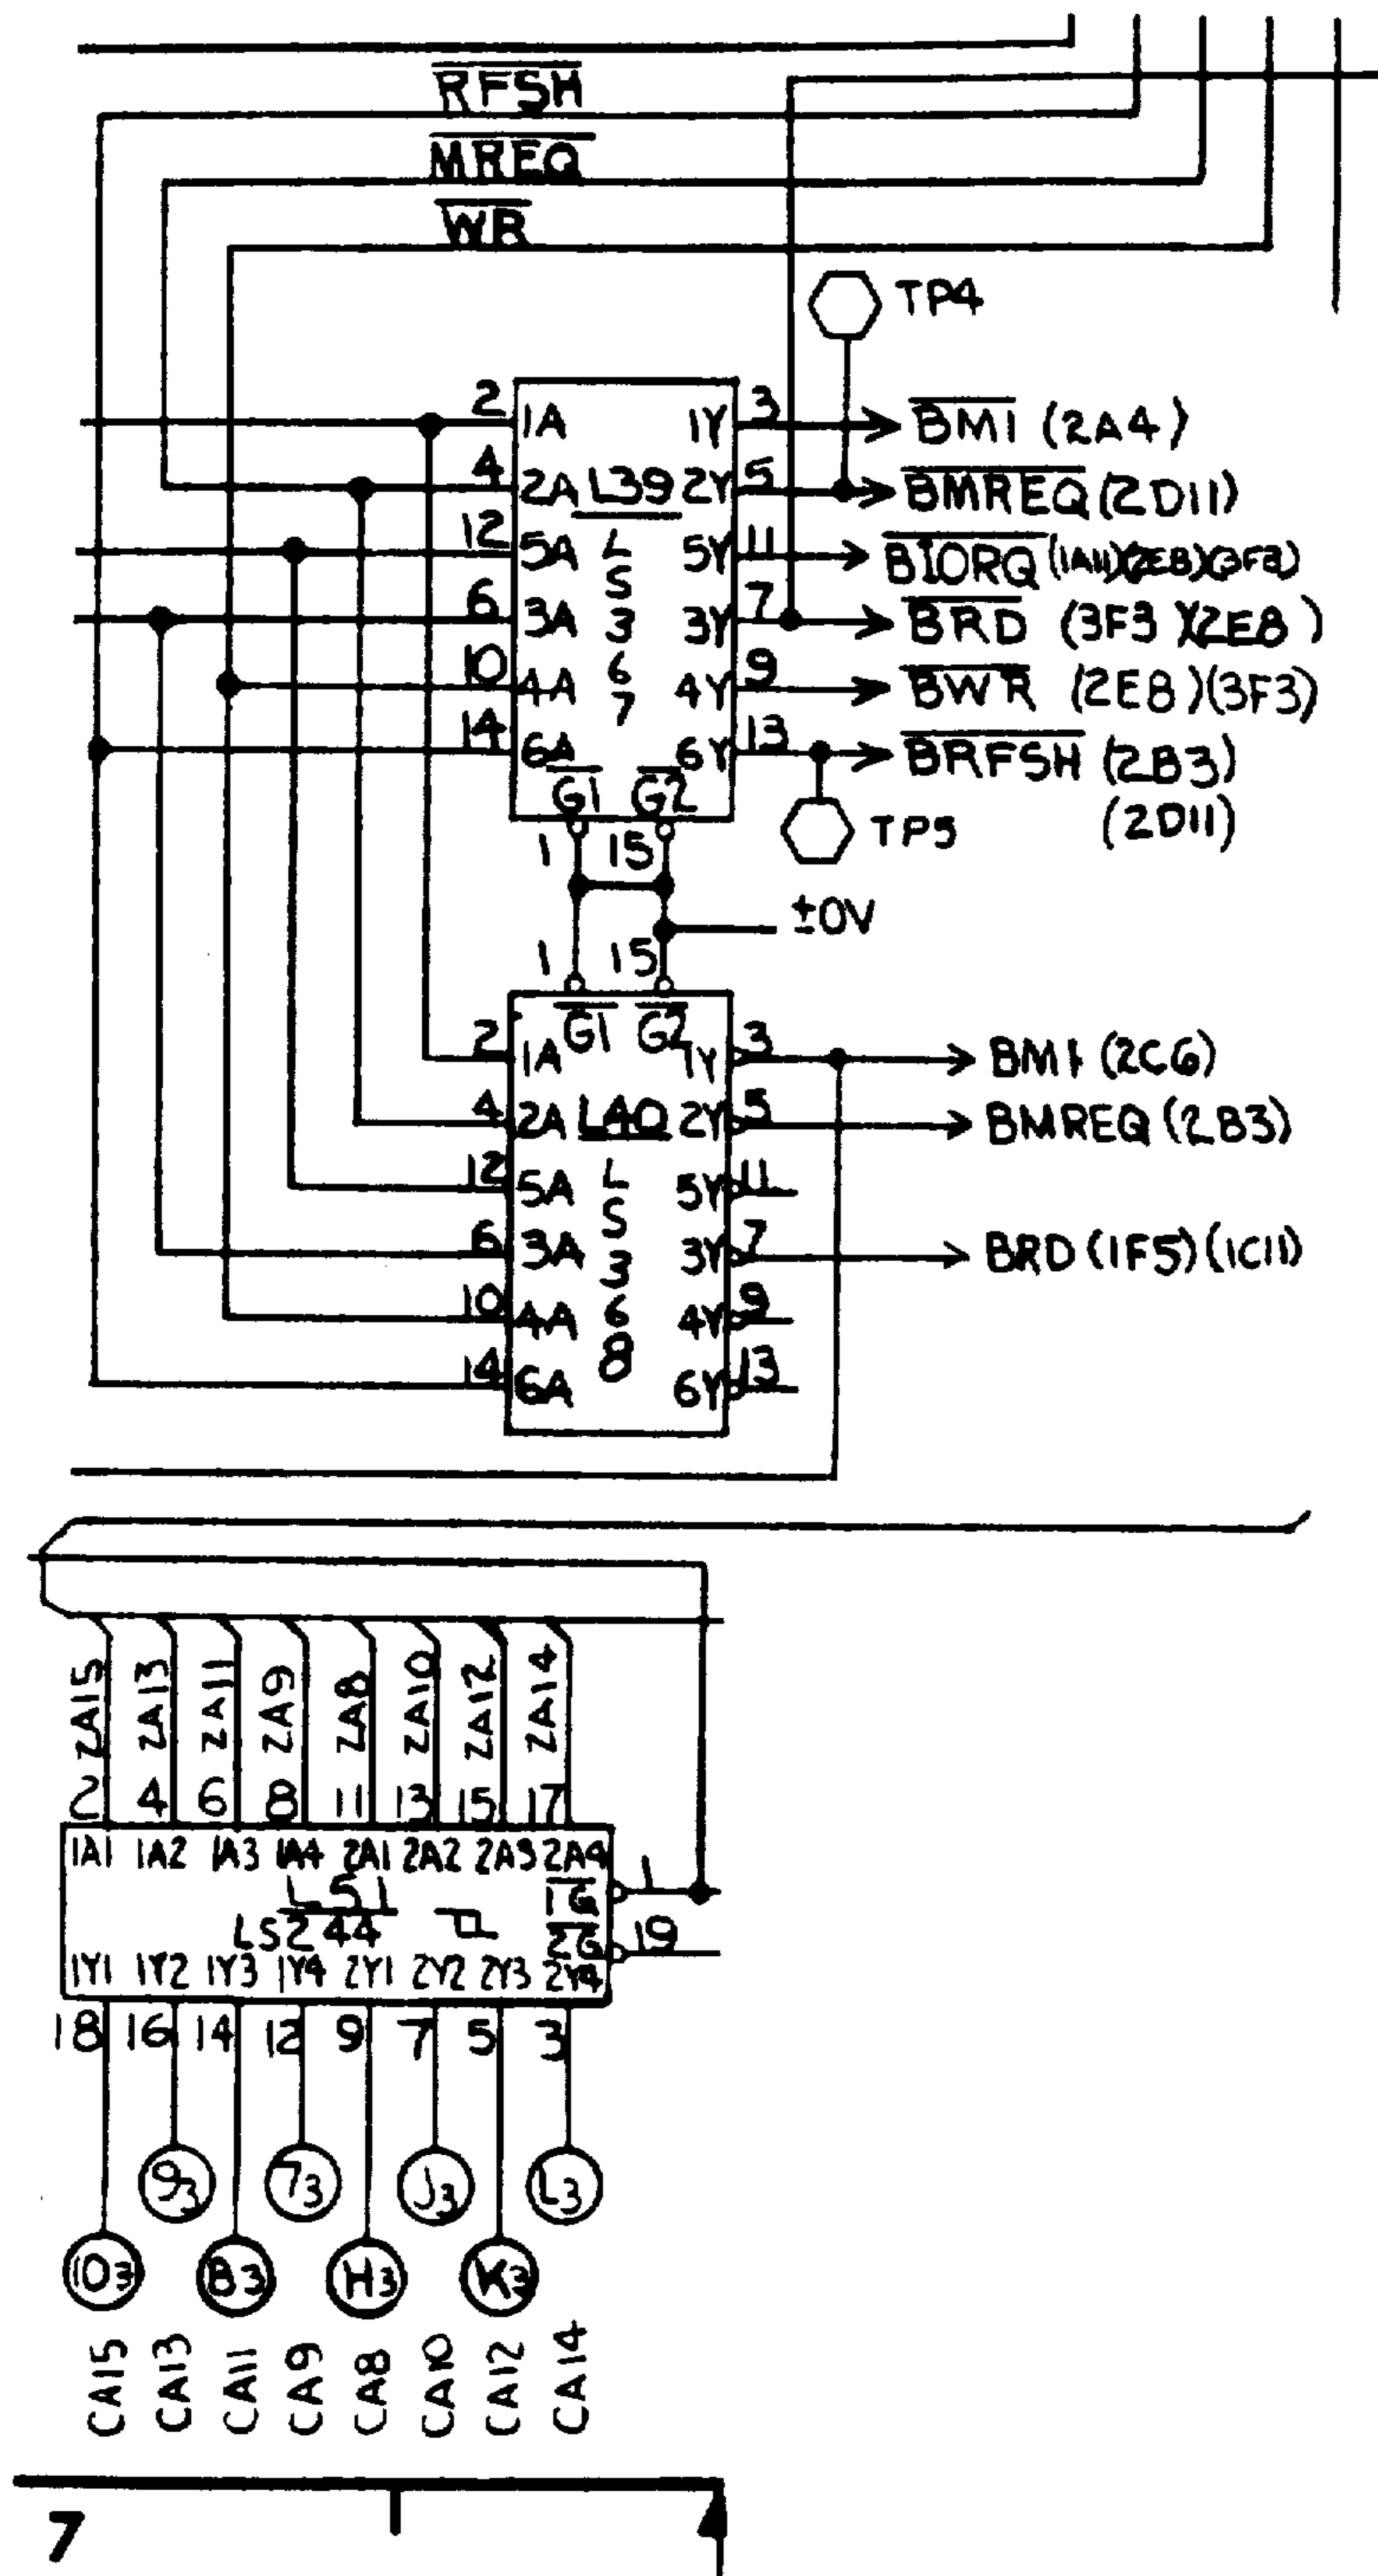 RFSH
MREQ
WR
TP4
2 1A 1Y 3 BM1 (2A4)
4 2A L39 2Y 5 BMREQ (2D11)
12 5A LS367 5Y 11 BIORQ (1A11)(2E8)(3F3)
6 3A 3Y 7 BRD (3F3)(2E8)
10 4A 4Y 9 BWR (2E8)(3F3)
14 6A 6Y 13 BRFSH (2B3)
G1 G2 (2D11)
1 15 TP5
±0V
1 15
G1 G2
2 1A 1Y 3 BM1 (2C6)
4 2A L40 2Y 5 BMREQ (2B3)
12 5A LS368 5Y 11
6 3A 3Y 7 BRD (1F5)(1C11)
10 4A 4Y 9
14 6A 6Y 13
ZA15 ZA13 ZA11 ZA9 ZA8 ZA10 ZA12 ZA14
2 4 6 8 11 13 15 17
1A1 1A2 1A3 1A4 2A1 2A2 2A3 2A4
L51 1G 1
LS244 2G 19
1Y1 1Y2 1Y3 1Y4 2Y1 2Y2 2Y3 2Y4
18 16 14 12 9 7 5 3
93 73 J3 L3
103 B3 H3 K3
CA15 CA13 CA11 CA9 CA8 CA10 CA12 CA14
7